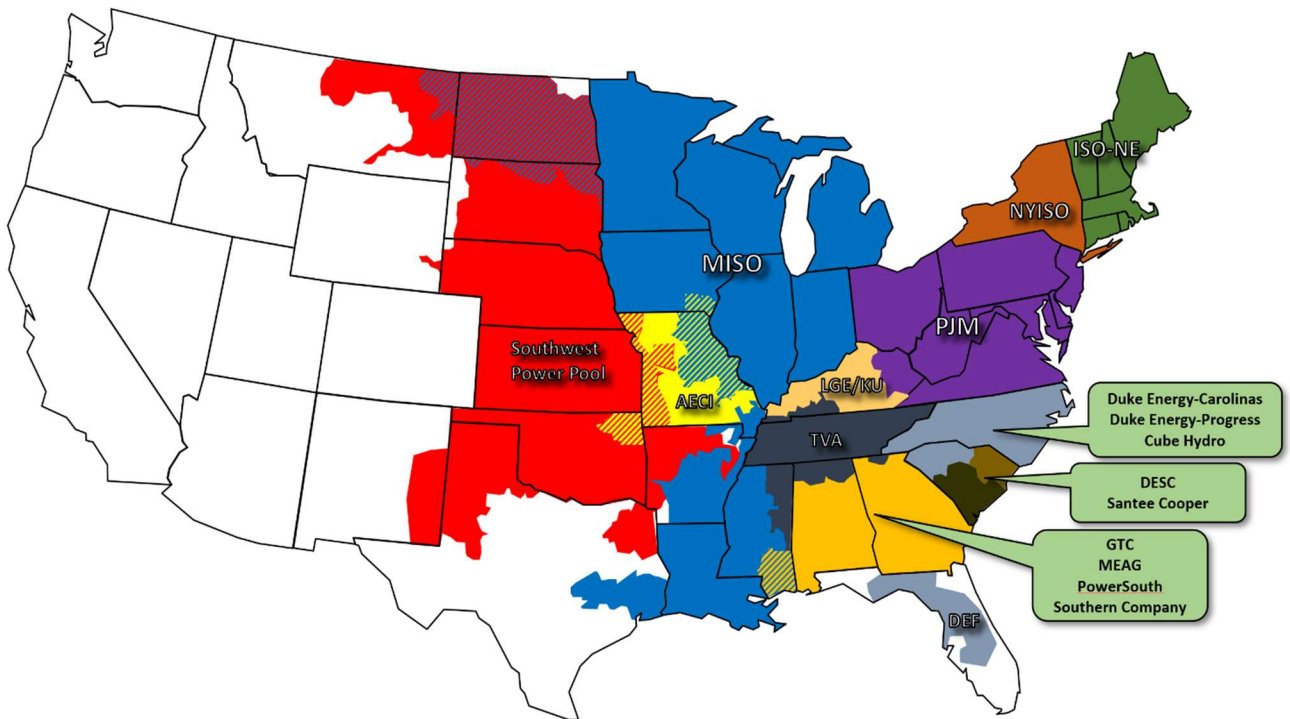 ISO-NE
NYISO
MISO
PJM
Southwest
Power Pool
LGE/KU
AECI
TVA
DEF
Duke Energy-Carolinas
Duke Energy-Progress
Cube Hydro
DESC
Santee Cooper
GTC
MEAG
PowerSouth
Southern Company